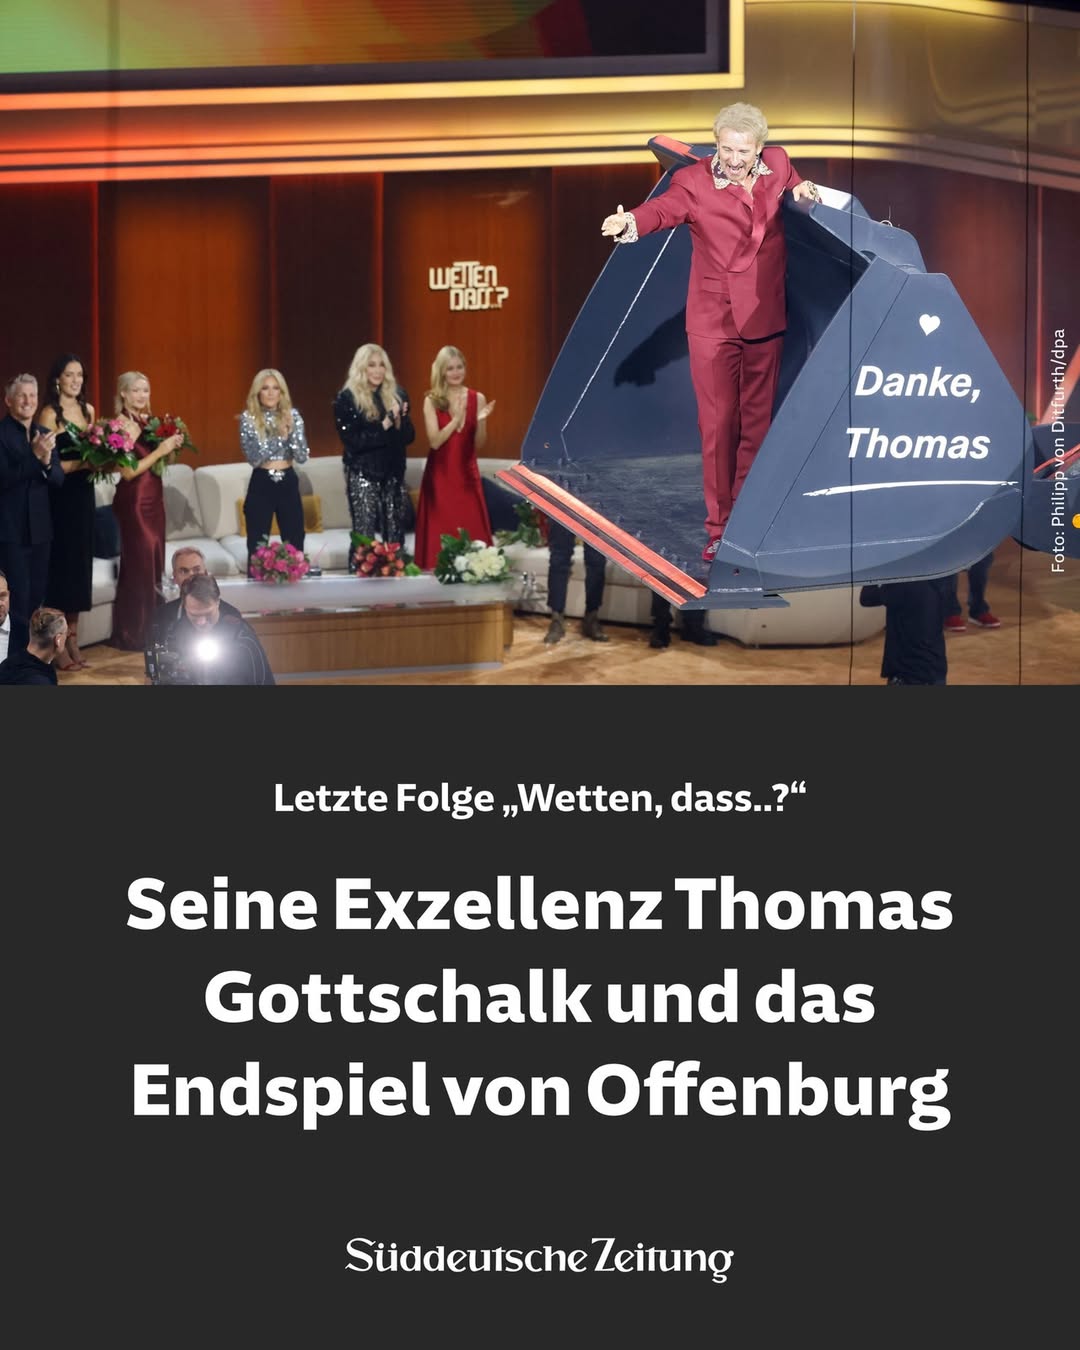 WETTEN
DASS..?
Danke,
Thomas
Foto: Philipp von Ditfurth/dpa
Letzte Folge „Wetten, dass..?“
Seine Exzellenz Thomas
Gottschalk und das
Endspiel von Offenburg
Süddeutsche Zeitung